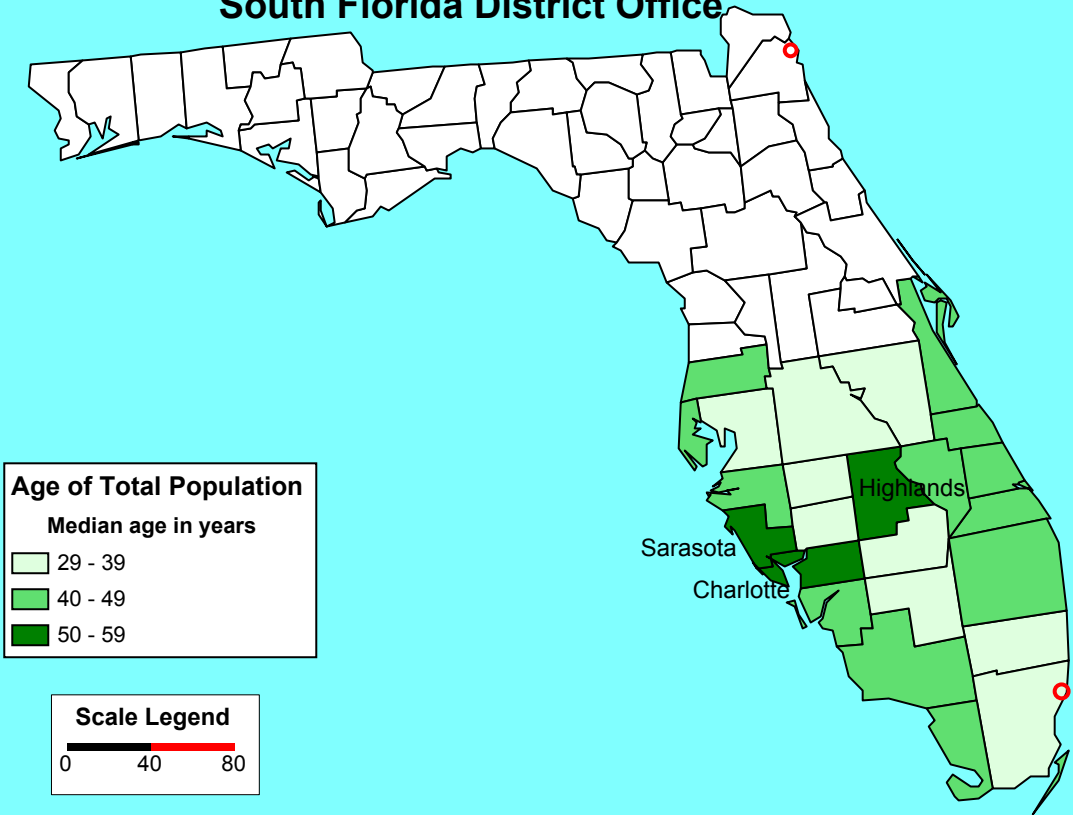 South Florida District Office
Highlands
Sarasota
Charlotte
Age of Total Population
Median age in years
29 - 39
40 - 49
50 - 59
Scale Legend
0 40 80